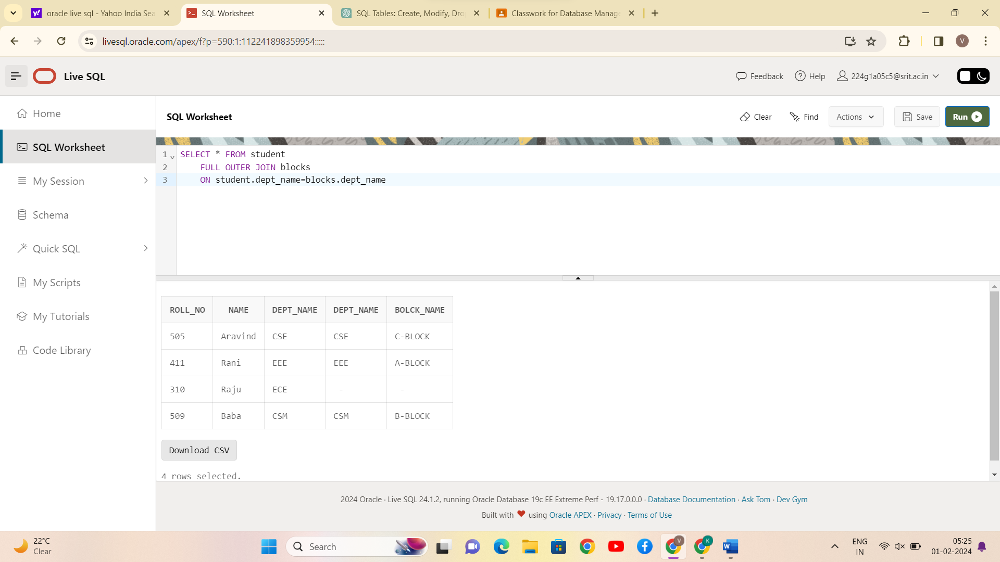 oracle live sql - Yahoo India Sea
SQL Worksheet
SQL Tables: Create, Modify, Dro
Classwork for Database Manage
livesql.oracle.com/apex/f?p=590:1:112241898359954:::::
V
Live SQL
Feedback
Help
224g1a05c5@srit.ac.in
Home
SQL Worksheet
My Session
Schema
Quick SQL
My Scripts
My Tutorials
Code Library
SQL Worksheet
Clear
Find
Actions
Save
Run
1 SELECT * FROM student
2 FULL OUTER JOIN blocks
3 ON student.dept_name=blocks.dept_name
ROLL_NO NAME DEPT_NAME DEPT_NAME BOLCK_NAME
505 Aravind CSE CSE C-BLOCK
411 Rani EEE EEE A-BLOCK
310 Raju ECE - -
509 Baba CSM CSM B-BLOCK
Download CSV
4 rows selected.
2024 Oracle · Live SQL 24.1.2, running Oracle Database 19c EE Extreme Perf - 19.17.0.0.0 · Database Documentation · Ask Tom · Dev Gym
Built with ❤ using Oracle APEX · Privacy · Terms of Use
22°C
Clear
Search
V
K
ENG
IN
05:25
01-02-2024